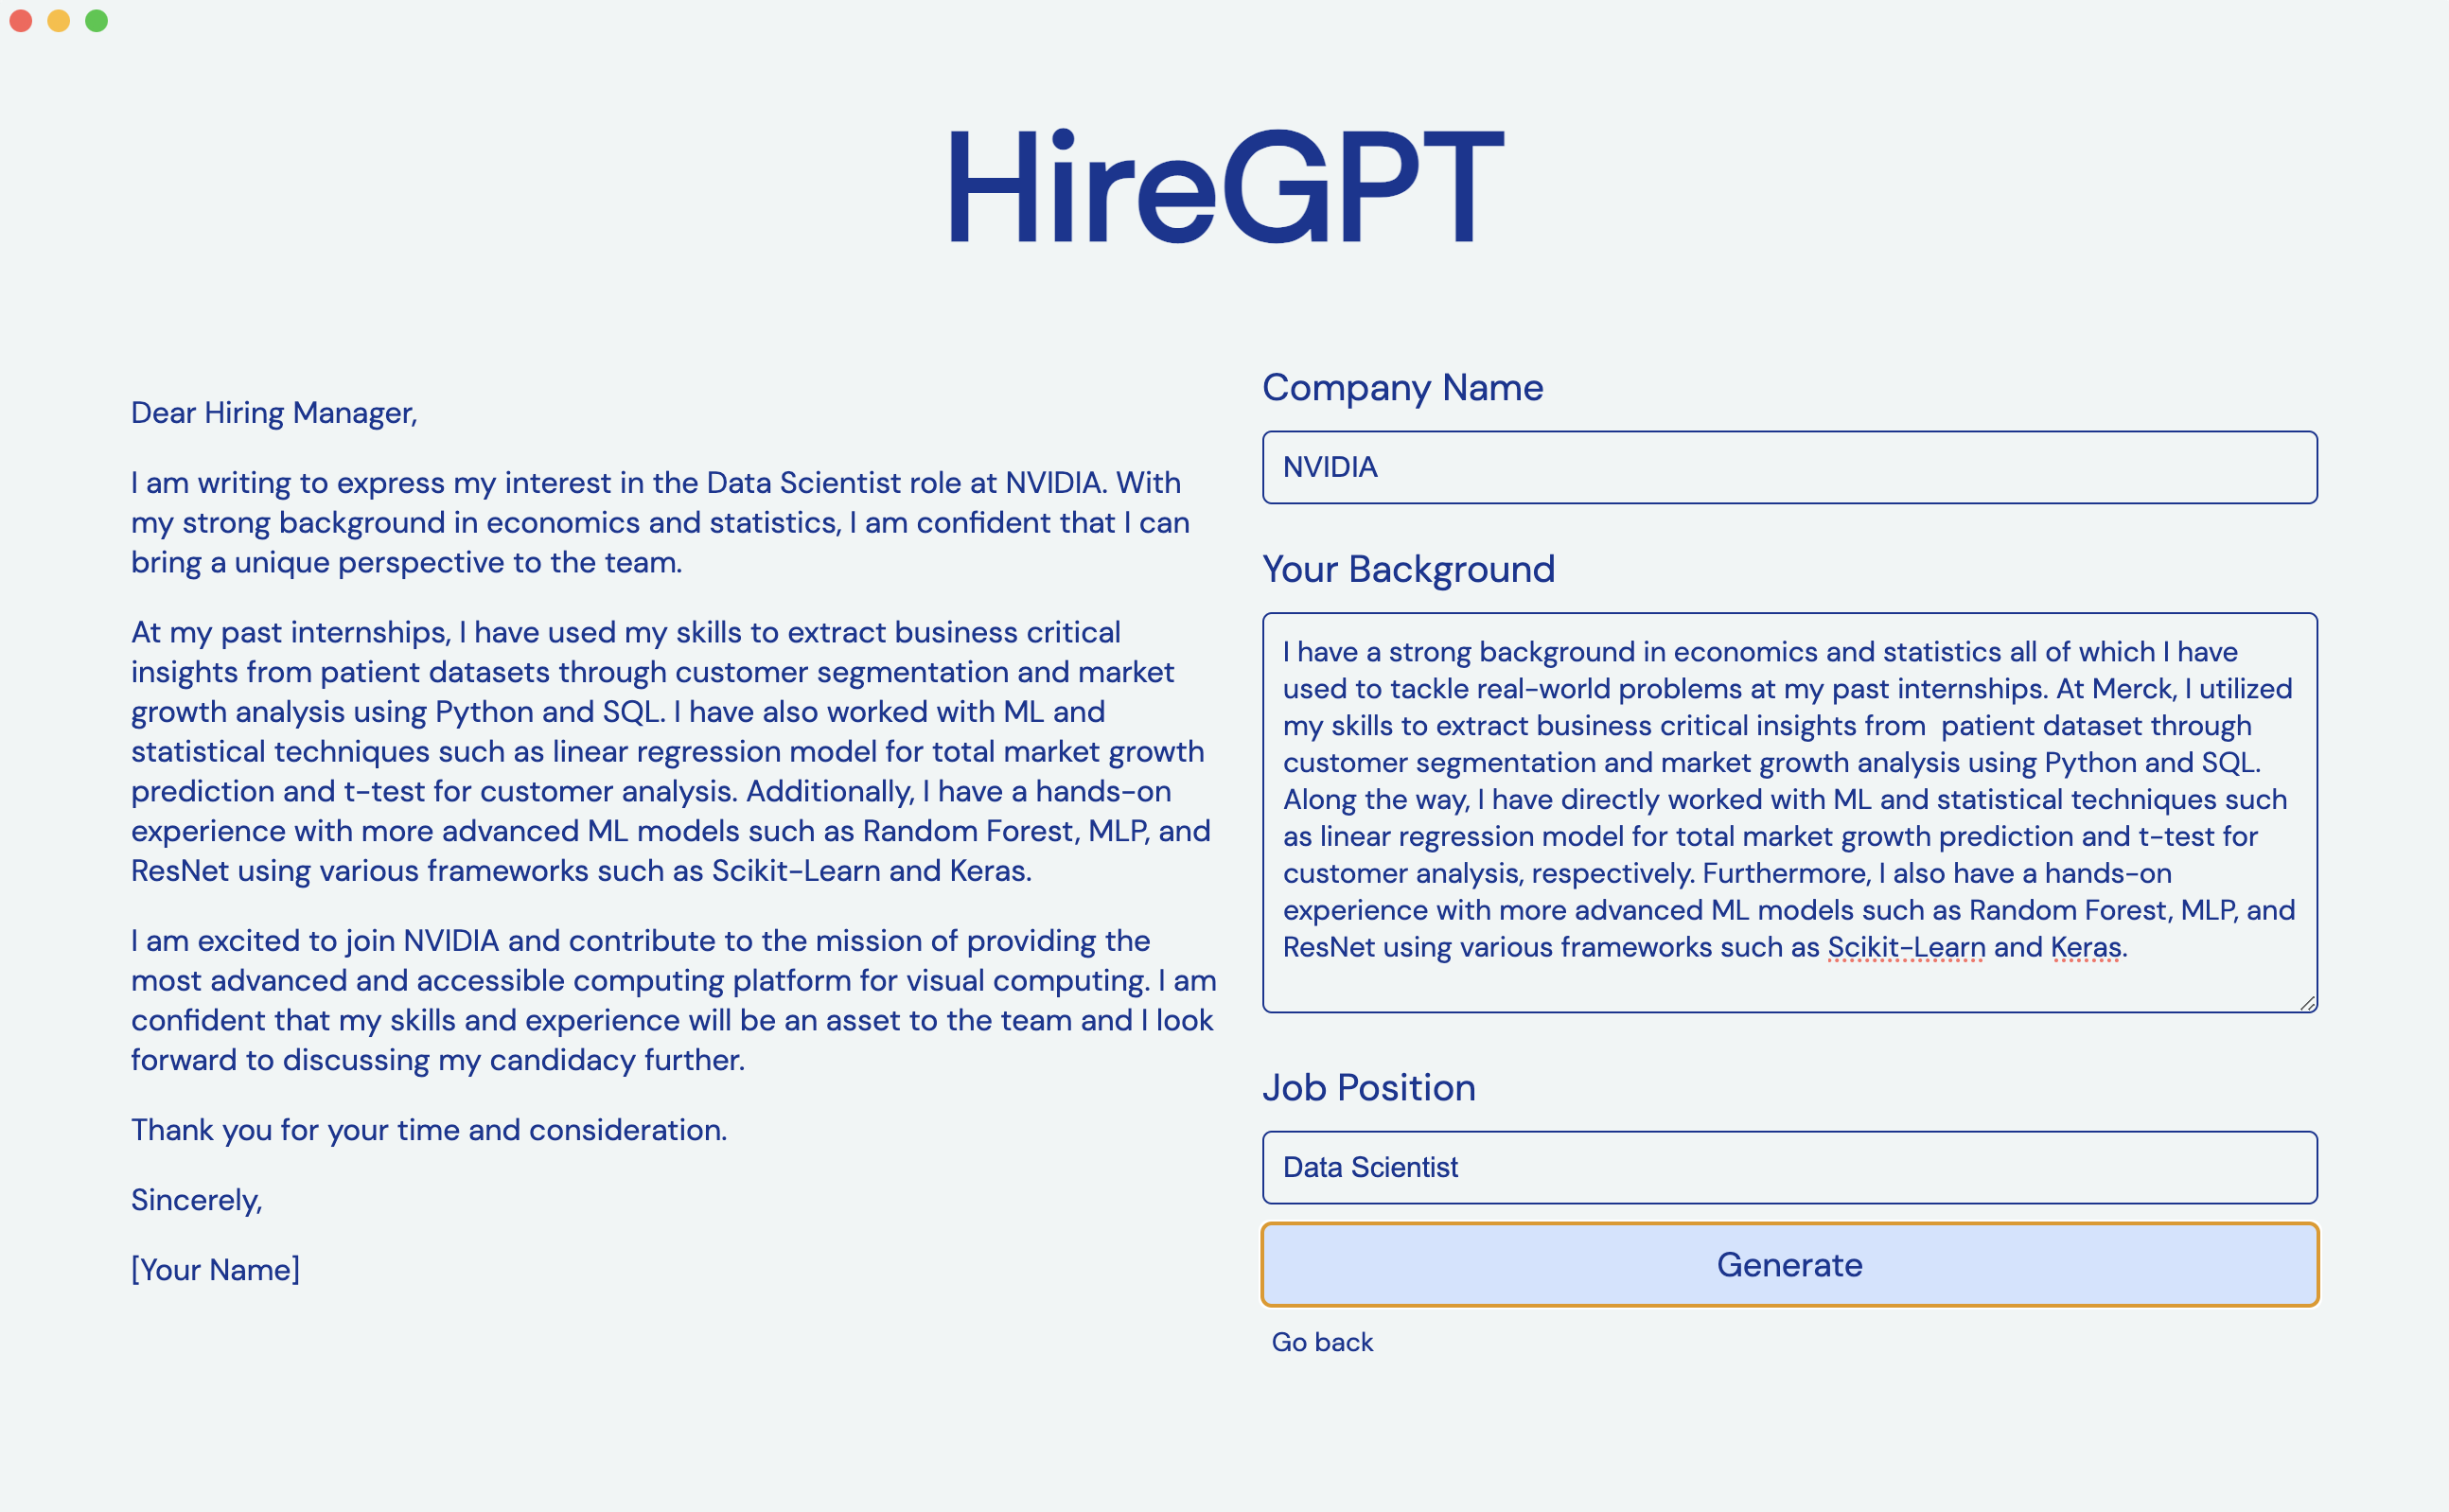 HireGPT
Dear Hiring Manager,
I am writing to express my interest in the Data Scientist role at NVIDIA. With
my strong background in economics and statistics, I am confident that I can
bring a unique perspective to the team.
At my past internships, I have used my skills to extract business critical
insights from patient datasets through customer segmentation and market
growth analysis using Python and SQL. I have also worked with ML and
statistical techniques such as linear regression model for total market growth
prediction and t-test for customer analysis. Additionally, I have a hands-on
experience with more advanced ML models such as Random Forest, MLP, and
ResNet using various frameworks such as Scikit-Learn and Keras.
I am excited to join NVIDIA and contribute to the mission of providing the
most advanced and accessible computing platform for visual computing. I am
confident that my skills and experience will be an asset to the team and I look
forward to discussing my candidacy further.
Thank you for your time and consideration.
Sincerely,
[Your Name]
Company Name
NVIDIA
Your Background
I have a strong background in economics and statistics all of which I have
used to tackle real-world problems at my past internships. At Merck, I utilized
my skills to extract business critical insights from  patient dataset through
customer segmentation and market growth analysis using Python and SQL.
Along the way, I have directly worked with ML and statistical techniques such
as linear regression model for total market growth prediction and t-test for
customer analysis, respectively. Furthermore, I also have a hands-on
experience with more advanced ML models such as Random Forest, MLP, and
ResNet using various frameworks such as Scikit-Learn and Keras.
Job Position
Data Scientist
Generate
Go back